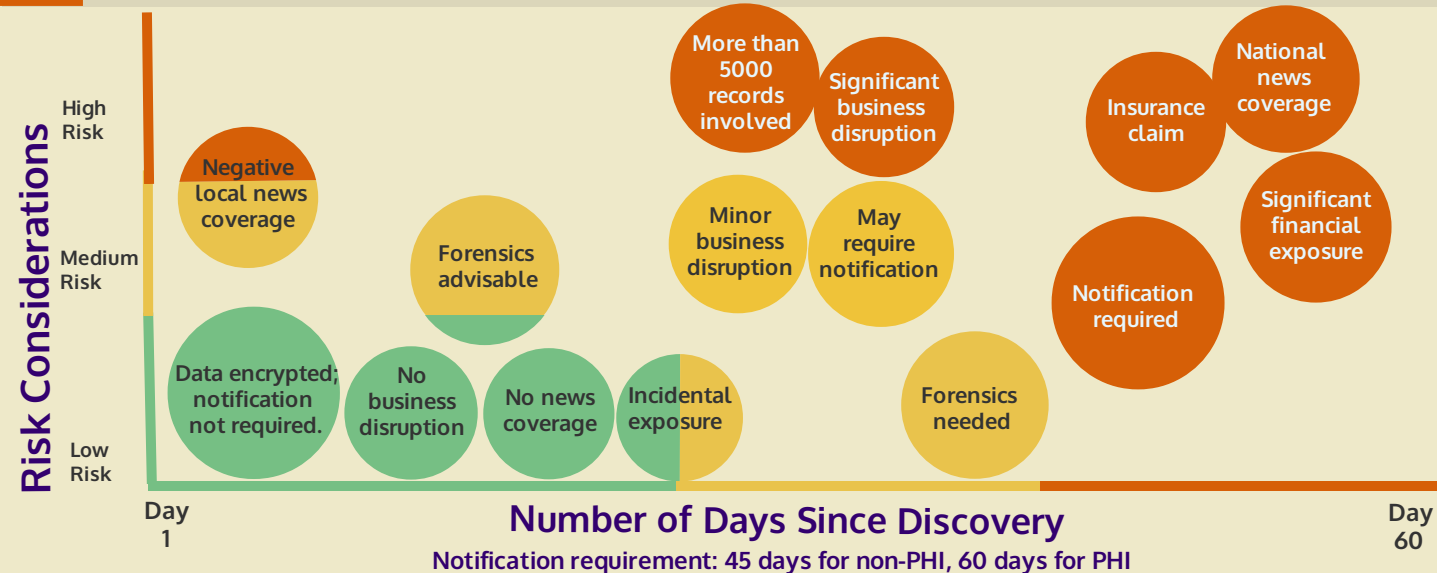 Risk Considerations
High
Risk
Medium
Risk
Low
Risk
Negative
local news
coverage
Data encrypted;
notification
not required.
Forensics
advisable
No
business
disruption
No news
coverage
Incidental
exposure
More than
5000
records
involved
Significant
business
disruption
Minor
business
disruption
May
require
notification
Forensics
needed
Insurance
claim
National
news
coverage
Significant
financial
exposure
Notification
required
Day
1
Number of Days Since Discovery
Day
60
Notification requirement: 45 days for non-PHI, 60 days for PHI